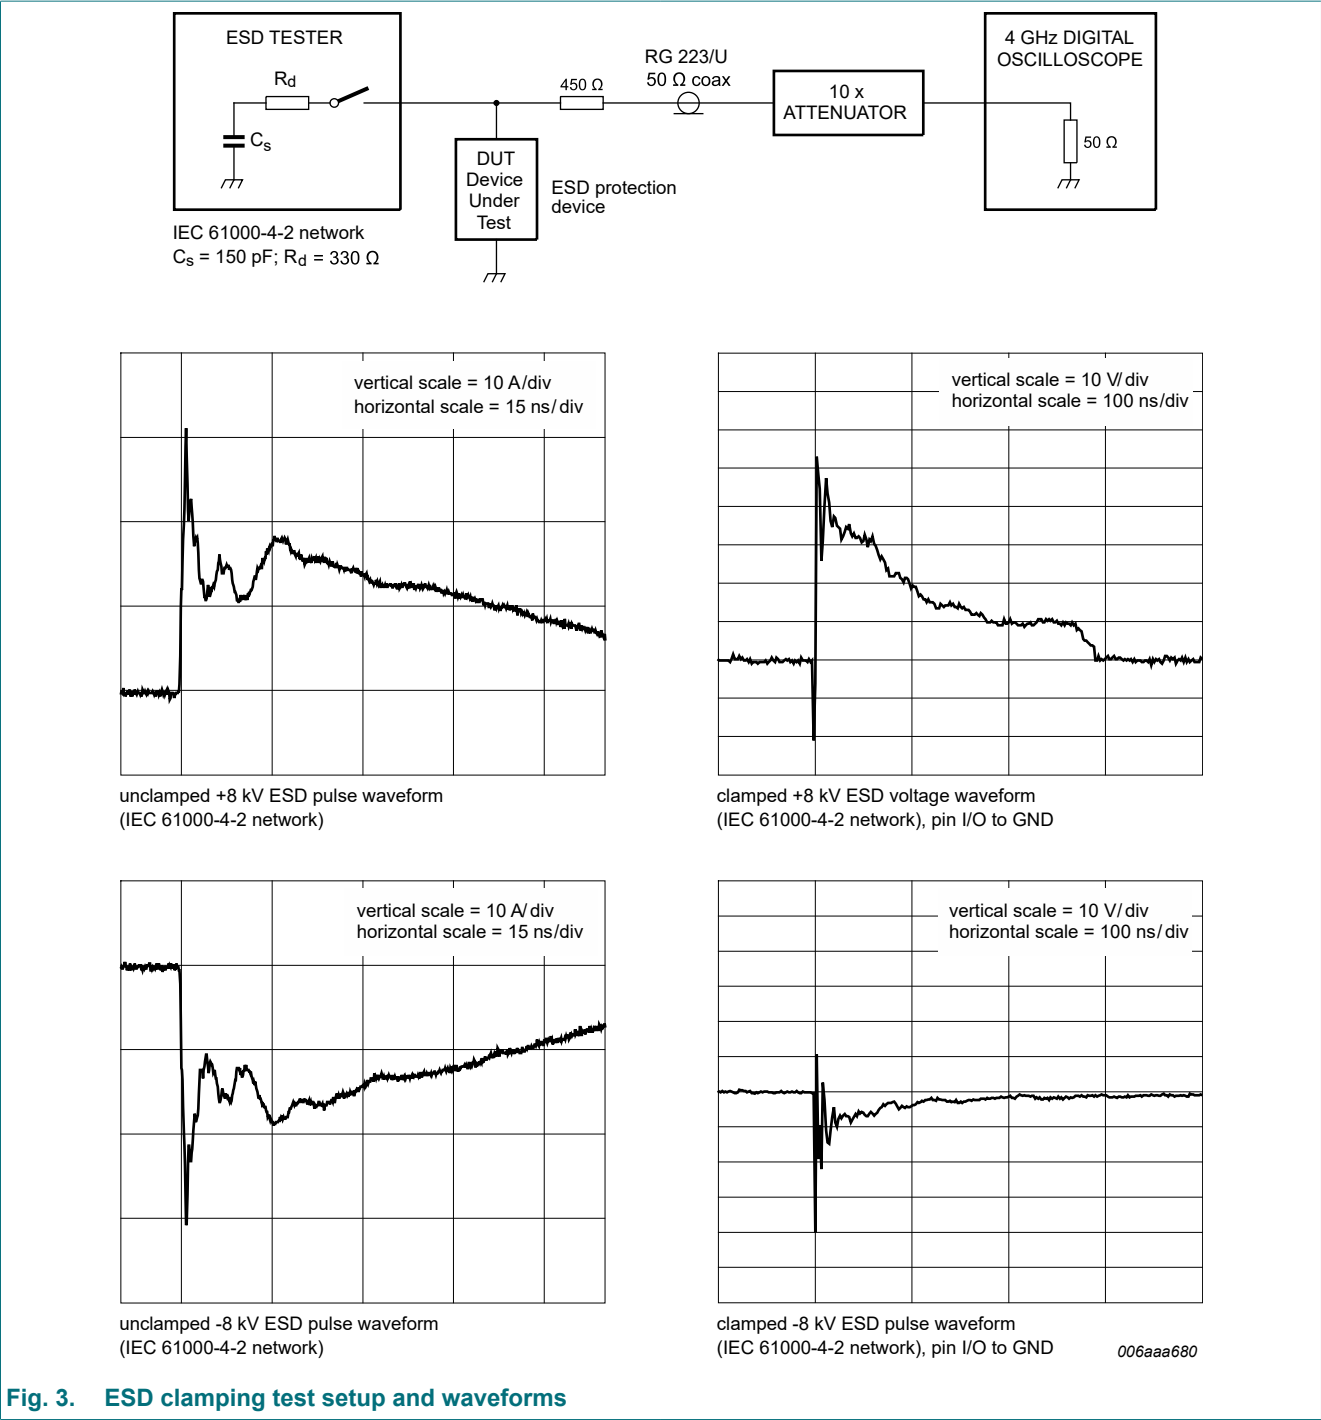 ESD TESTER
Rd
Cs
IEC 61000-4-2 network
Cs = 150 pF; Rd = 330 Ω
DUT
Device
Under
Test
ESD protection
device
450 Ω
RG 223/U
50 Ω coax
10 x
ATTENUATOR
4 GHz DIGITAL
OSCILLOSCOPE
50 Ω
vertical scale = 10 A/div
horizontal scale = 15 ns/div
unclamped +8 kV ESD pulse waveform
(IEC 61000-4-2 network)
vertical scale = 10 V/div
horizontal scale = 100 ns/div
clamped +8 kV ESD voltage waveform
(IEC 61000-4-2 network), pin I/O to GND
vertical scale = 10 A/div
horizontal scale = 15 ns/div
unclamped -8 kV ESD pulse waveform
(IEC 61000-4-2 network)
vertical scale = 10 V/div
horizontal scale = 100 ns/div
clamped -8 kV ESD pulse waveform
(IEC 61000-4-2 network), pin I/O to GND
006aaa680
Fig. 3. ESD clamping test setup and waveforms